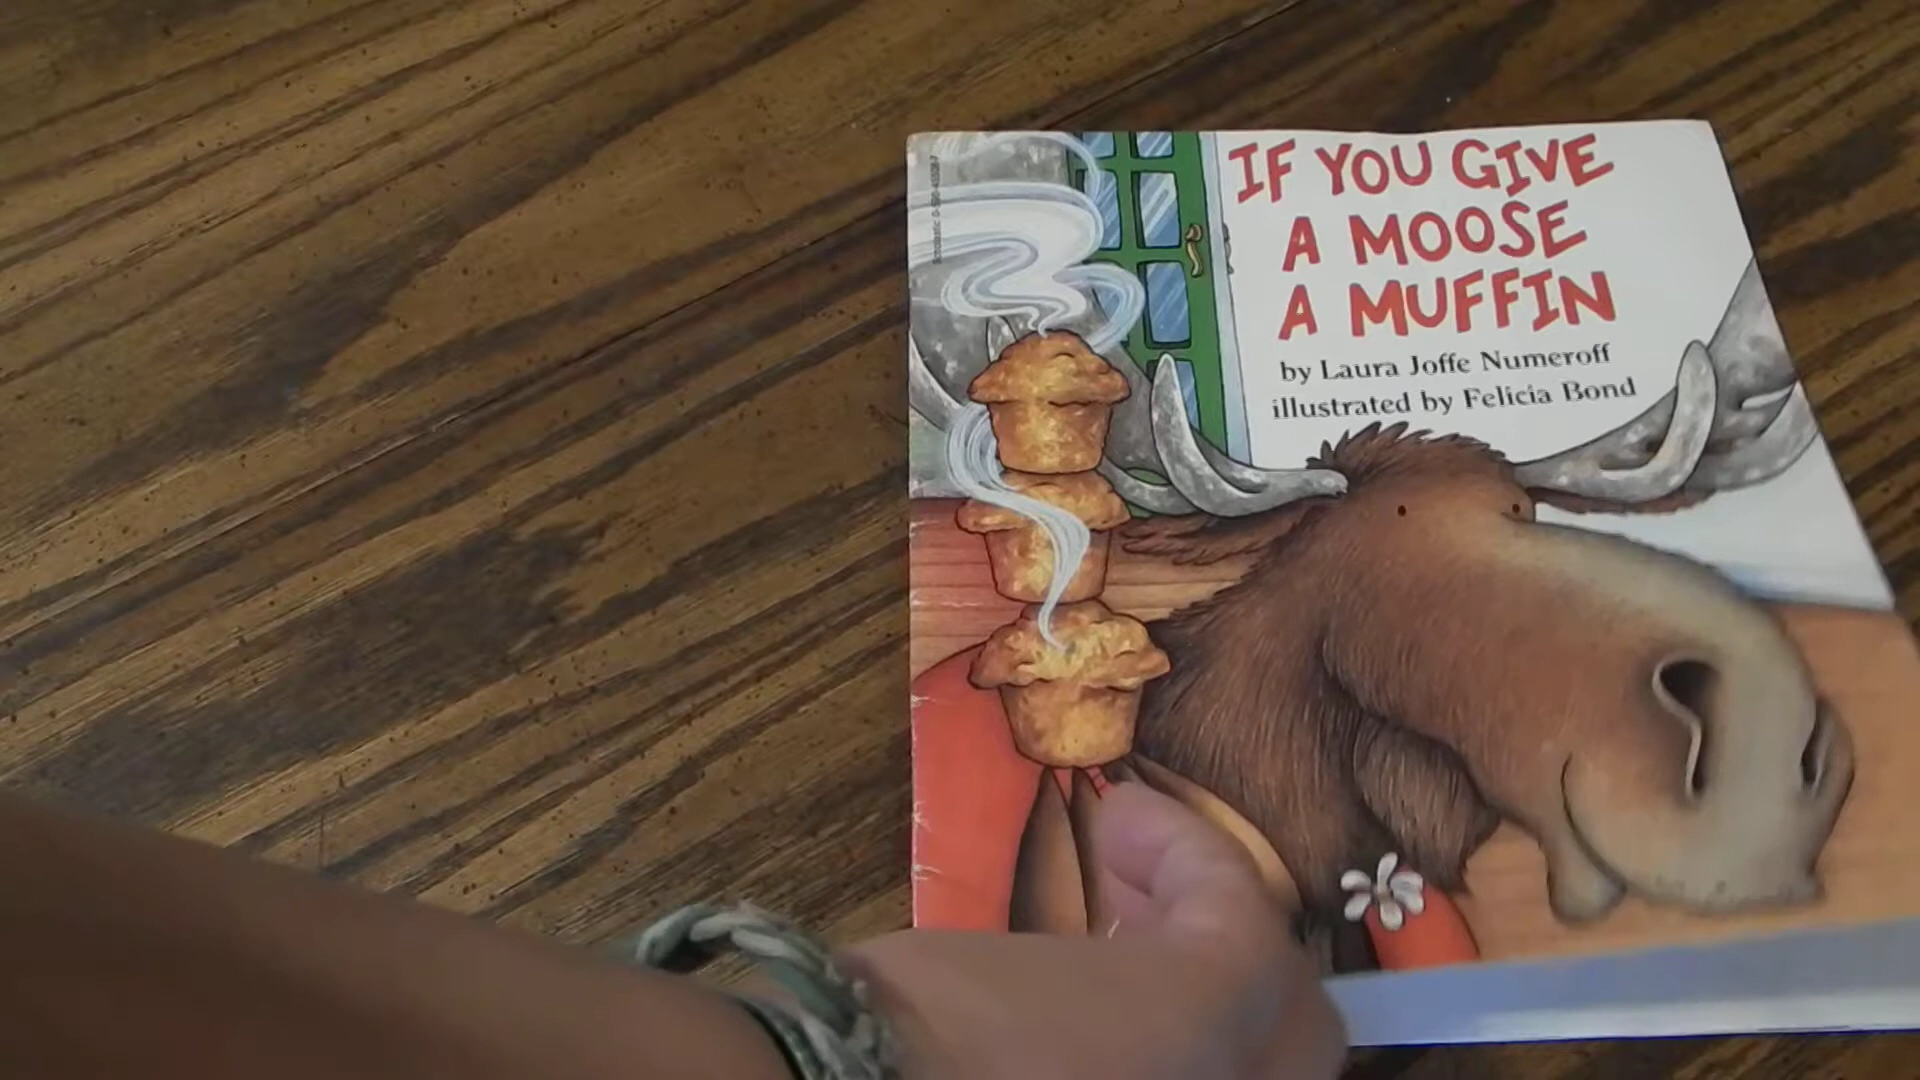 IF YOU GIVE
A MOOSE
A MUFFIN
by Laura Joffe Numeroff
illustrated by Felicia Bond